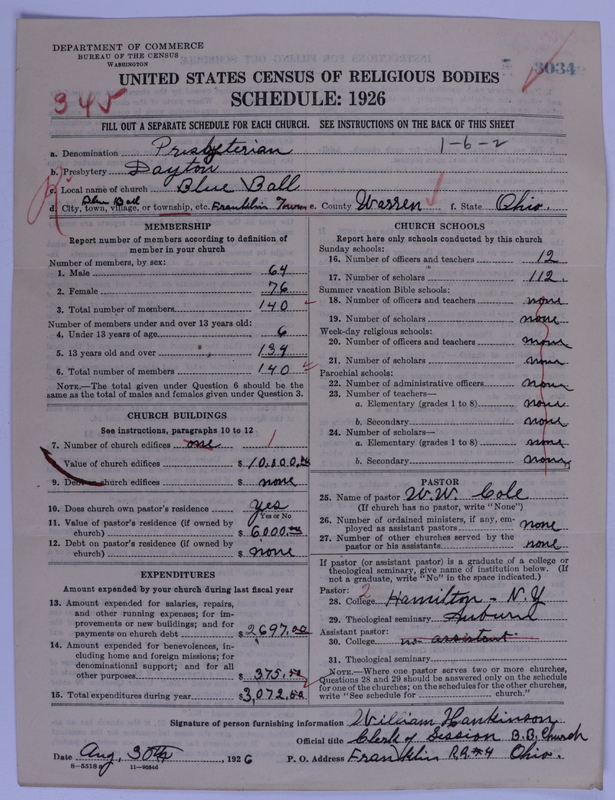 DEPARTMENT OF COMMERCE
BUREAU OF THE CENSUS
WASHINGTON
3034
UNITED STATES CENSUS OF RELIGIOUS BODIES
345
SCHEDULE: 1926
FILL OUT A SEPARATE SCHEDULE FOR EACH CHURCH. SEE INSTRUCTIONS ON THE BACK OF THIS SHEET
1-6-2
a. Denomination Presbyterian
b. Presbytery Dayton
c. Local name of church Blue Ball
Blue Ball
d. City, town, village, or township, etc. Franklin Town e. County Warren f. State Ohio.
MEMBERSHIP
Report number of members according to definition of
member in your church
Number of members, by sex:
1. Male 64
2. Female 76
3. Total number of members 140
Number of members under and over 13 years old:
4. Under 13 years of age 6
5. 13 years old and over 134
6. Total number of members 140
NOTE.—The total given under Question 6 should be the
same as the total of males and females given under Question 3.
CHURCH BUILDINGS
See instructions, paragraphs 10 to 12
7. Number of church edifices one 1
Value of church edifices $10,000.00
9. Debt on church edifices $ none
10. Does church own pastor's residence yes
Yes or No
11. Value of pastor's residence (if owned by
church) $6000.00
12. Debt on pastor's residence (if owned by
church) $ none
EXPENDITURES
Amount expended by your church during last fiscal year
13. Amount expended for salaries, repairs,
and other running expenses; for im-
provements or new buildings; and for
payments on church debt $2697.00
14. Amount expended for benevolences, in-
cluding home and foreign missions; for
denominational support; and for all
other purposes $375.00
15. Total expenditures during year $3,072.00
CHURCH SCHOOLS
Report here only schools conducted by this church
Sunday schools:
16. Number of officers and teachers 12
17. Number of scholars 112.
Summer vacation Bible schools:
18. Number of officers and teachers none
19. Number of scholars none
Week-day religious schools:
20. Number of officers and teachers none
21. Number of scholars none
Parochial schools:
22. Number of administrative officers none
23. Number of teachers—
a. Elementary (grades 1 to 8) none
b. Secondary none
24. Number of scholars—
a. Elementary (grades 1 to 8) none
b. Secondary none
PASTOR
25. Name of pastor W.W. Cole
(If church has no pastor, write "None")
26. Number of ordained ministers, if any, em-
ployed as assistant pastors none
27. Number of other churches served by the
pastor or his assistants none
If pastor (or assistant pastor) is a graduate of a college or
theological seminary, give name of institution below. (If
not a graduate, write "No" in the space indicated.)
Pastor: 2
28. College Hamilton - N.Y
29. Theological seminary Auburn
Assistant pastor:
30. College no assistant
31. Theological seminary
NOTE.—Where one pastor serves two or more churches,
Questions 28 and 29 should be answered only on the schedule
for one of the churches; on the schedules for the other churches,
write "See schedule for church."
Signature of person furnishing information William Hankinson
Official title Clerk of Session B.B. Church
Date Aug, 30th, 1926 P. O. Address Franklin R.R.#4 Ohio.
8—5518a 11—9054d